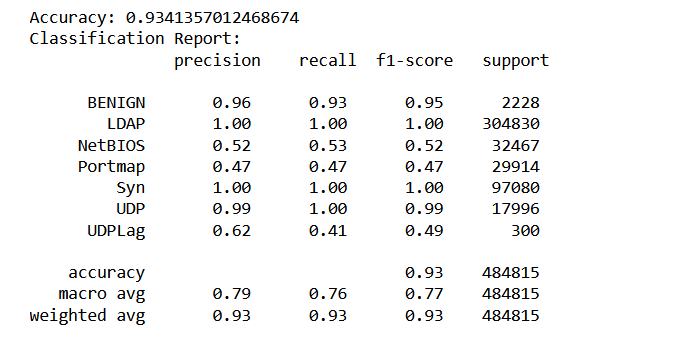 Accuracy: 0.9341357012468674
Classification Report:
precision recall f1-score support
BENIGN 0.96 0.93 0.95 2228
LDAP 1.00 1.00 1.00 304830
NetBIOS 0.52 0.53 0.52 32467
Portmap 0.47 0.47 0.47 29914
Syn 1.00 1.00 1.00 97080
UDP 0.99 1.00 0.99 17996
UDPLag 0.62 0.41 0.49 300
accuracy 0.93 484815
macro avg 0.79 0.76 0.77 484815
weighted avg 0.93 0.93 0.93 484815